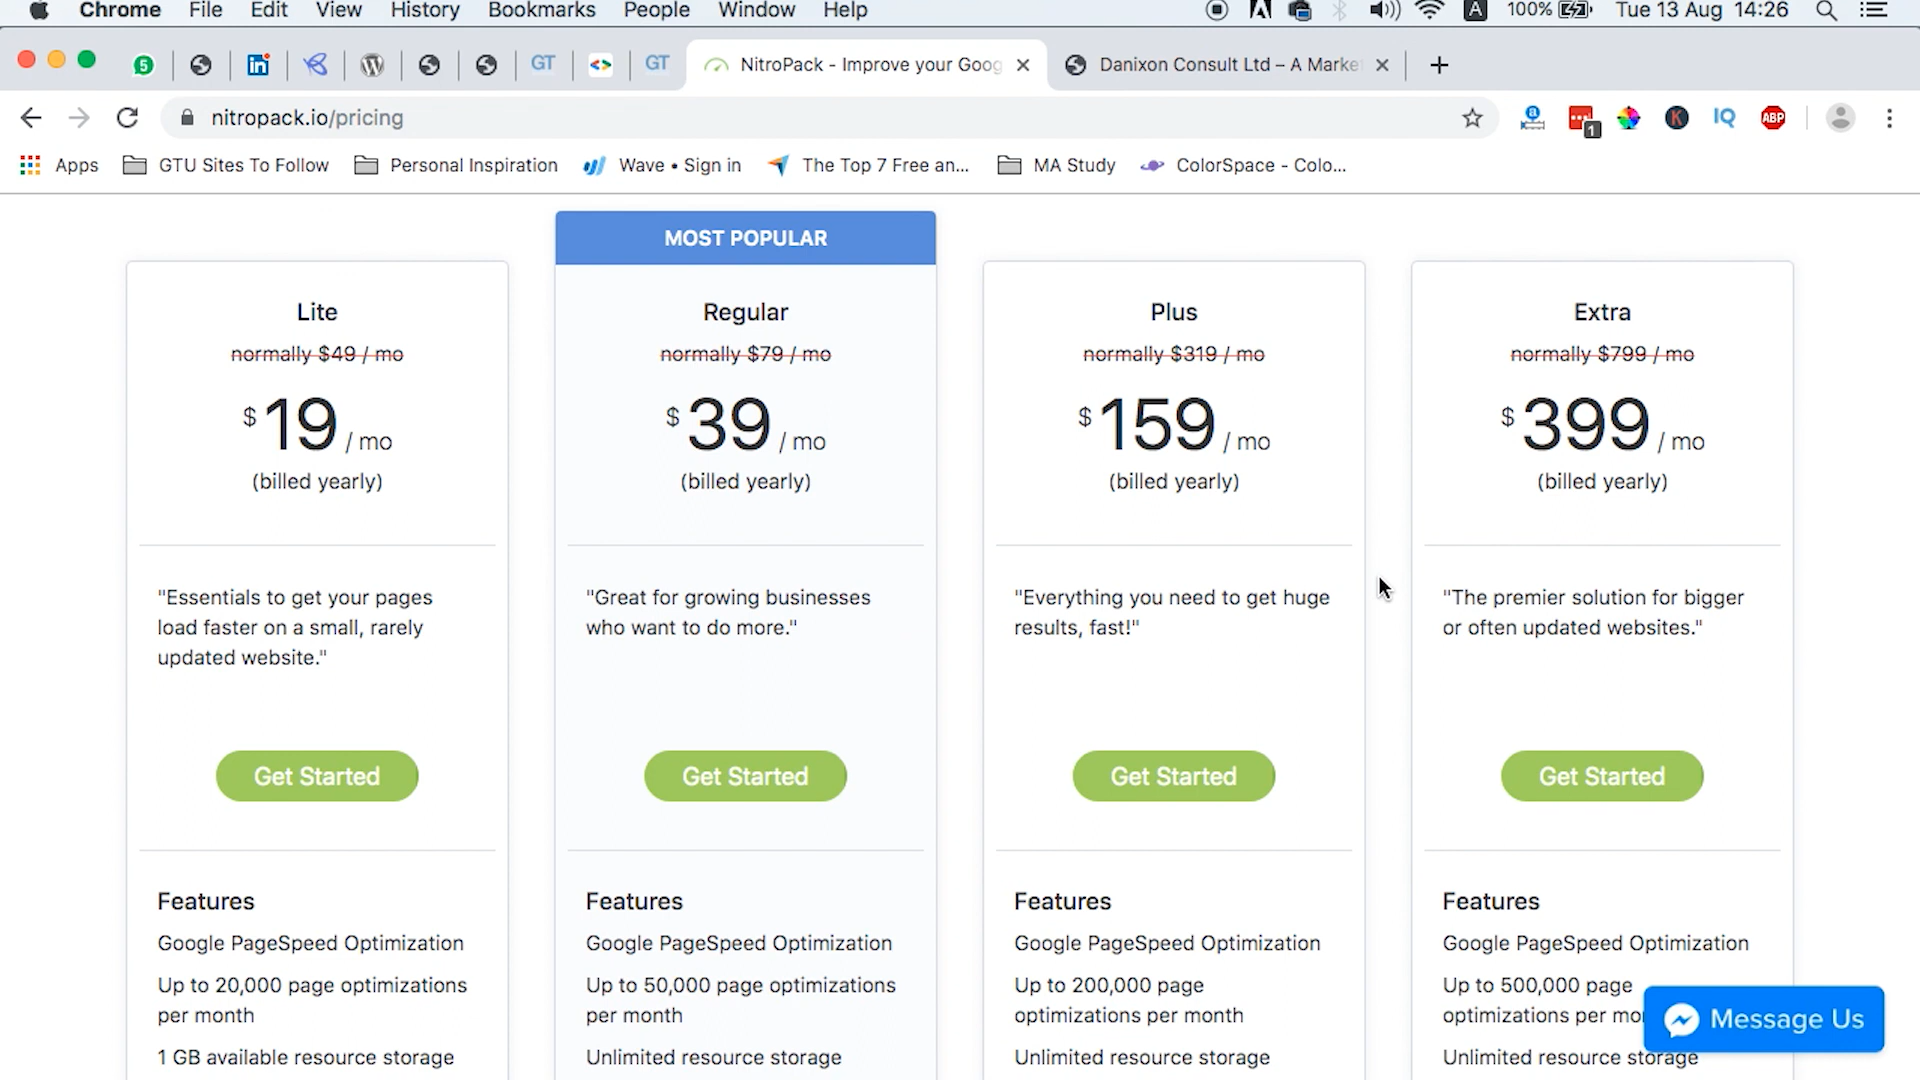 Chrome File Edit View History Bookmarks People Window Help
A 100% Tue 13 Aug 14:26
5 in GT <> GT NitroPack - Improve your Goog Danixon Consult Ltd – A Marke
nitropack.io/pricing
1 K IQ ABP
Apps GTU Sites To Follow Personal Inspiration Wave • Sign in The Top 7 Free an... MA Study ColorSpace - Colo...
MOST POPULAR
Lite
normally $49 / mo
$ 19 / mo
(billed yearly)
"Essentials to get your pages
load faster on a small, rarely
updated website."
Get Started
Features
Google PageSpeed Optimization
Up to 20,000 page optimizations
per month
1 GB available resource storage
Regular
normally $79 / mo
$ 39 / mo
(billed yearly)
"Great for growing businesses
who want to do more."
Get Started
Features
Google PageSpeed Optimization
Up to 50,000 page optimizations
per month
Unlimited resource storage
Plus
normally $319 / mo
$ 159 / mo
(billed yearly)
"Everything you need to get huge
results, fast!"
Get Started
Features
Google PageSpeed Optimization
Up to 200,000 page
optimizations per month
Unlimited resource storage
Extra
normally $799 / mo
$ 399 / mo
(billed yearly)
"The premier solution for bigger
or often updated websites."
Get Started
Features
Google PageSpeed Optimization
Up to 500,000 page
optimizations per mo
Unlimited resource storage
Message Us